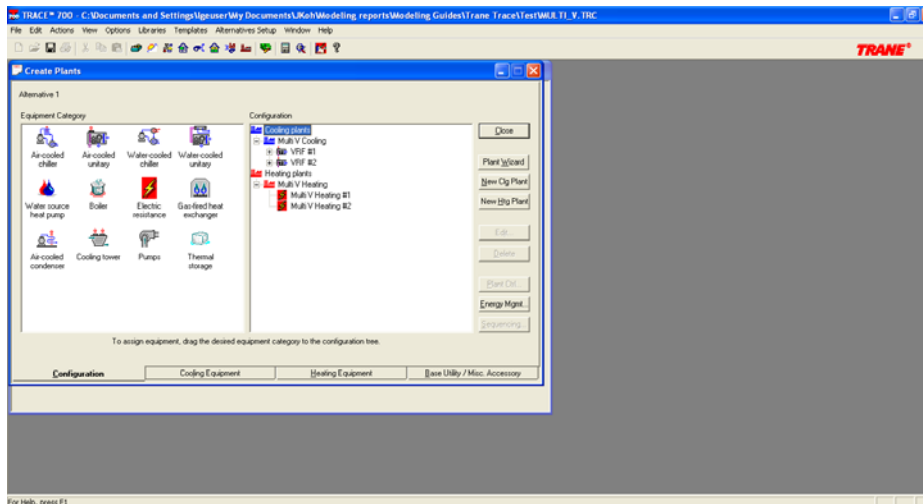 TRACE™ 700 - C:\Documents and Settings\lgeuser\My Documents\JKoh\Modeling reports\Modeling Guides\Trane Trace\Test\MULTI_V.TRC
File Edit Actions View Options Libraries Templates Alternatives Setup Window Help
TRANE®
Create Plants
Alternative 1
Equipment Category
Configuration
Air-cooled chiller
Air-cooled unitary
Water-cooled chiller
Water-cooled unitary
Water source heat pump
Boiler
Electric resistance
Gas-fired heat exchanger
Air-cooled condenser
Cooling tower
Pumps
Thermal storage
Cooling plants
Multi V Cooling
VRF #1
VRF #2
Heating plants
Multi V Heating
Multi V Heating #1
Multi V Heating #2
Close
Plant Wizard
New Clg Plant
New Htg Plant
Edit...
Delete
Plant Ctrl...
Energy Mgmt...
Sequencing...
To assign equipment, drag the desired equipment category to the configuration tree.
Configuration
Cooling Equipment
Heating Equipment
Base Utility / Misc. Accessory
For Help, press F1